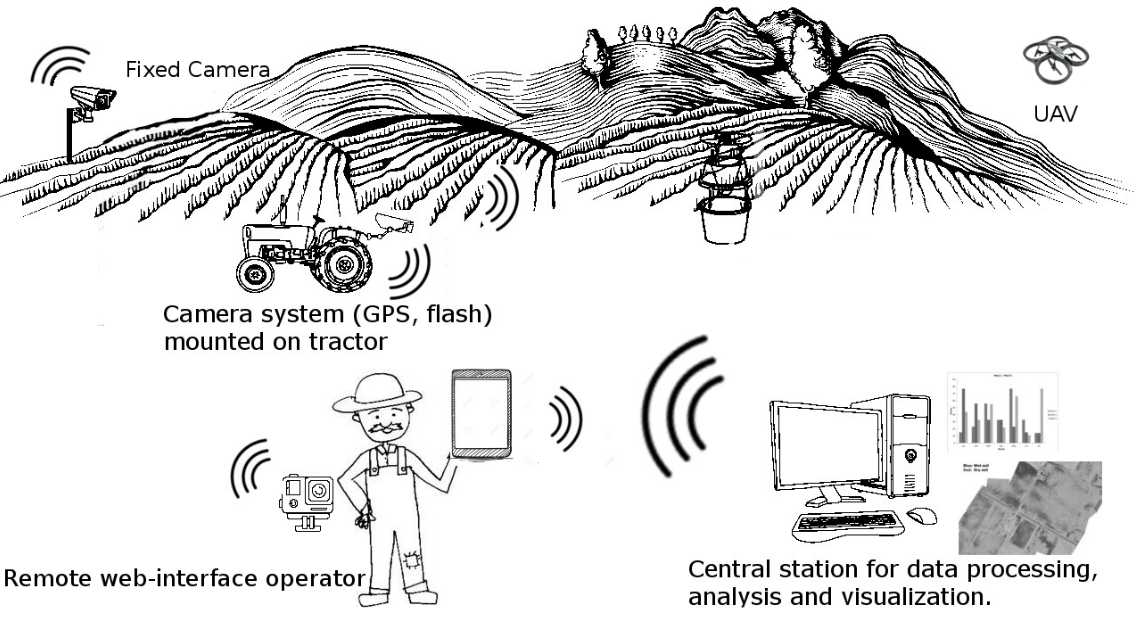 Fixed Camera
UAV
Camera system (GPS, flash)
mounted on tractor
Remote web-interface operator
Central station for data processing,
analysis and visualization.